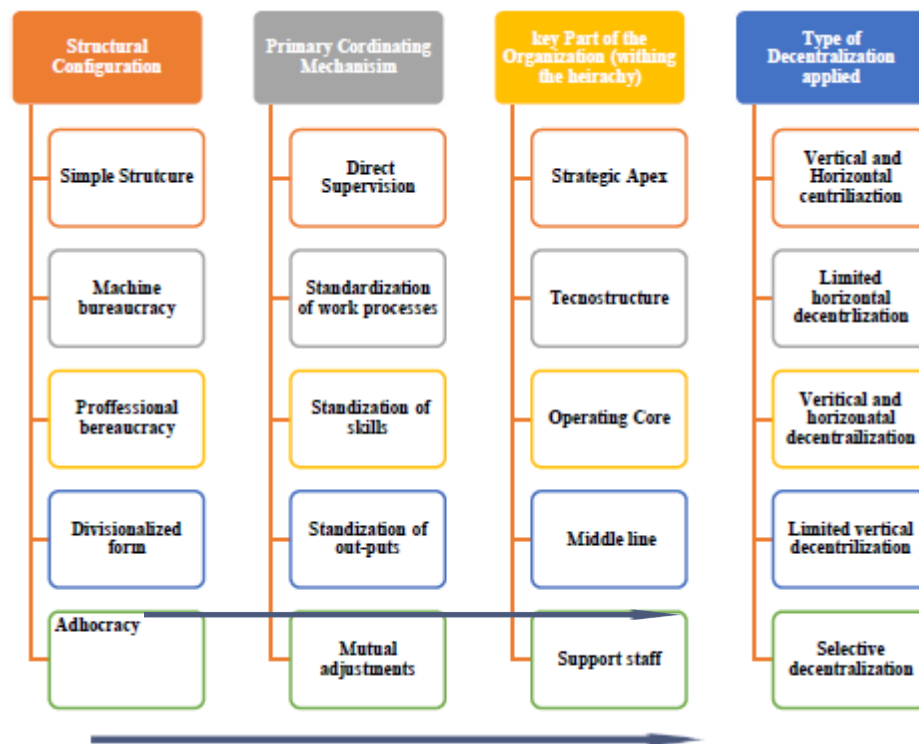 Structural
Configuration
Primary Cordinating
Mechanisim
key Part of the
Organization (withing
the heirachy)
Type of
Decentralization
applied
Simple Strutcure
Direct
Supervision
Strategic Apex
Vertical and
Horizontal
centriliaztion
Machine
bureaucracy
Standardization
of work processes
Tecnostructure
Limited
horizontal
decentrlization
Proffessional
bereaucracy
Standization of
skills
Operating Core
Veritical and
horizonatal
decentrailization
Divisionalized
form
Standization of
out-puts
Middle line
Limited vertical
decentrilization
Adhocracy
Mutual
adjustments
Support staff
Selective
decentralization